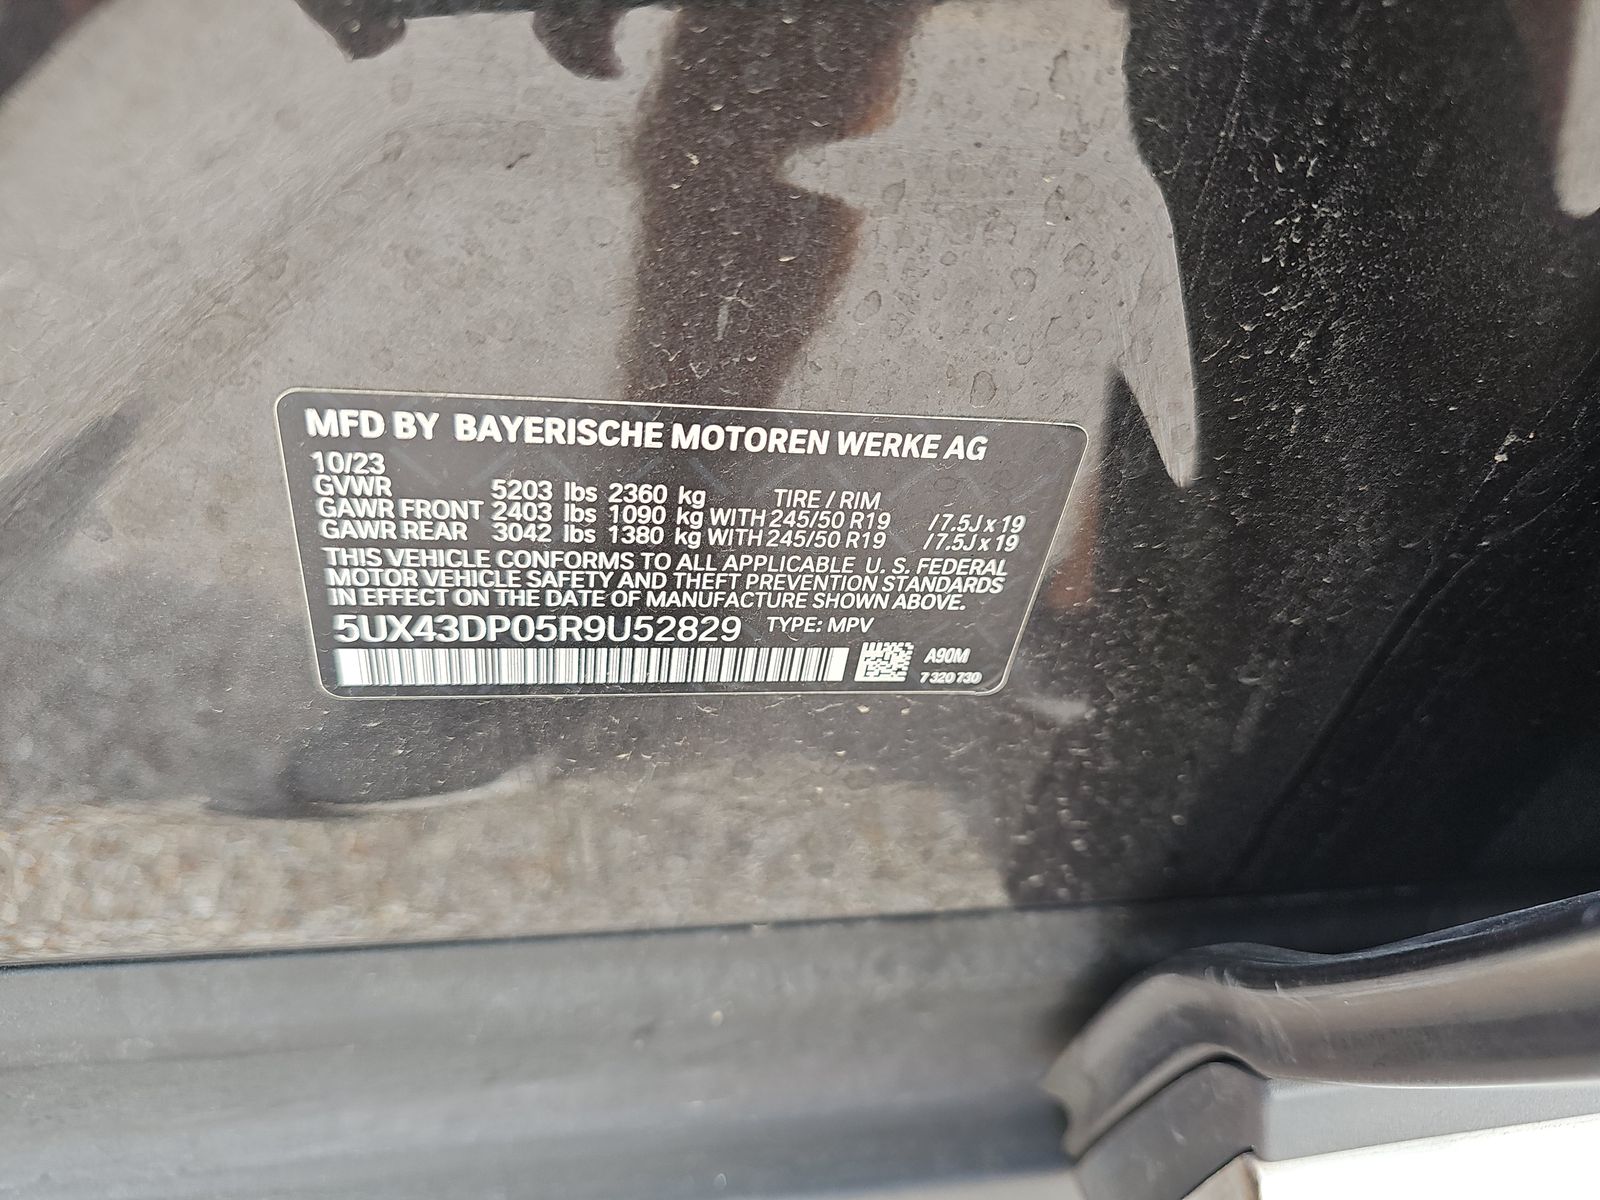 MFD BY BAYERISCHE MOTOREN WERKE AG
10/23
GVWR 5203 lbs 2360 kg TIRE / RIM
GAWR FRONT 2403 lbs 1090 kg WITH 245/50 R19 / 7.5J x 19
GAWR REAR 3042 lbs 1380 kg WITH 245/50 R19 / 7.5J x 19
THIS VEHICLE CONFORMS TO ALL APPLICABLE U. S. FEDERAL
MOTOR VEHICLE SAFETY AND THEFT PREVENTION STANDARDS
IN EFFECT ON THE DATE OF MANUFACTURE SHOWN ABOVE.
5UX43DP05R9U52829 TYPE: MPV
A90M
7 320 730